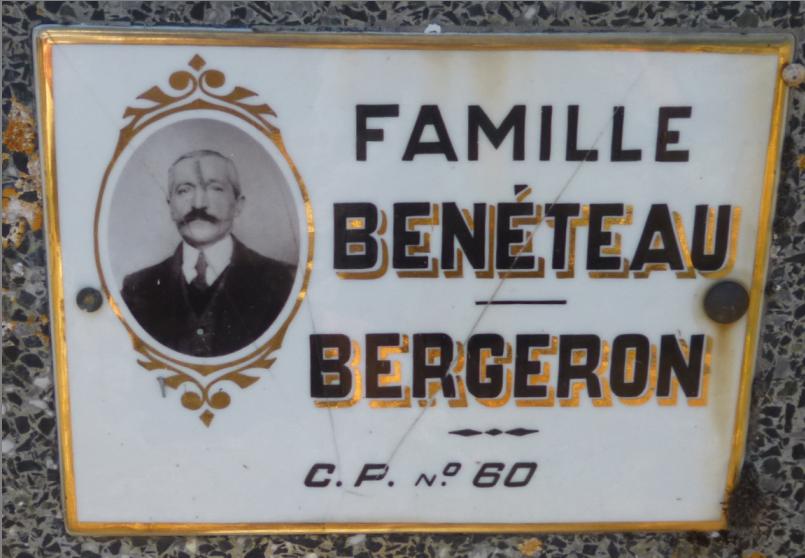 FAMILLE
BENÉTEAU
BERGERON
C.P. Nº 60